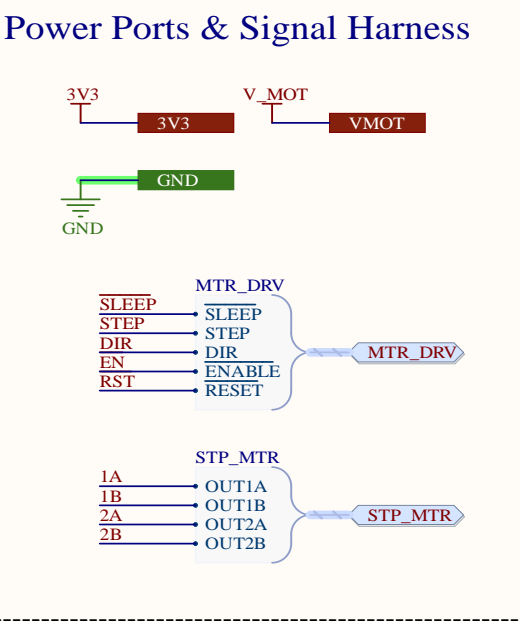 Power Ports & Signal Harness
3V3
V_MOT
3V3
VMOT
GND
GND
MTR_DRV
SLEEP
SLEEP
STEP
STEP
DIR
DIR
MTR_DRV
EN
ENABLE
RST
RESET
STP_MTR
1A
OUT1A
1B
OUT1B
2A
OUT2A
STP_MTR
2B
OUT2B